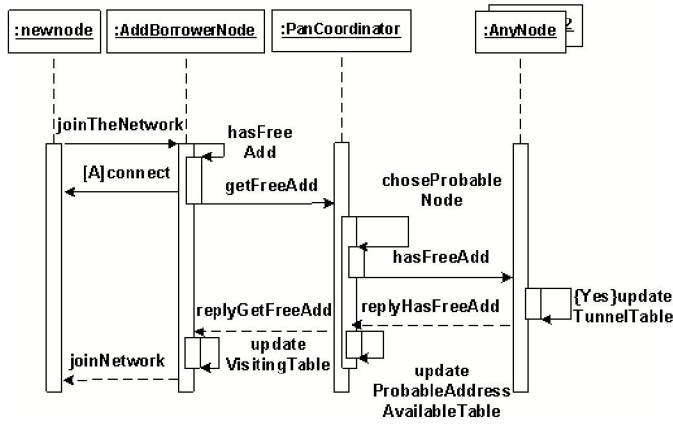 :newnode
:AddBorrowerNode
:PanCoordinator
:AnyNode
2
joinTheNetwork
hasFree
Add
[A]connect
getFreeAdd
choseProbable
Node
hasFreeAdd
{Yes}update
TunnelTable
replyHasFreeAdd
replyGetFreeAdd
update
VisitingTable
joinNetwork
update
ProbableAddress
AvailableTable